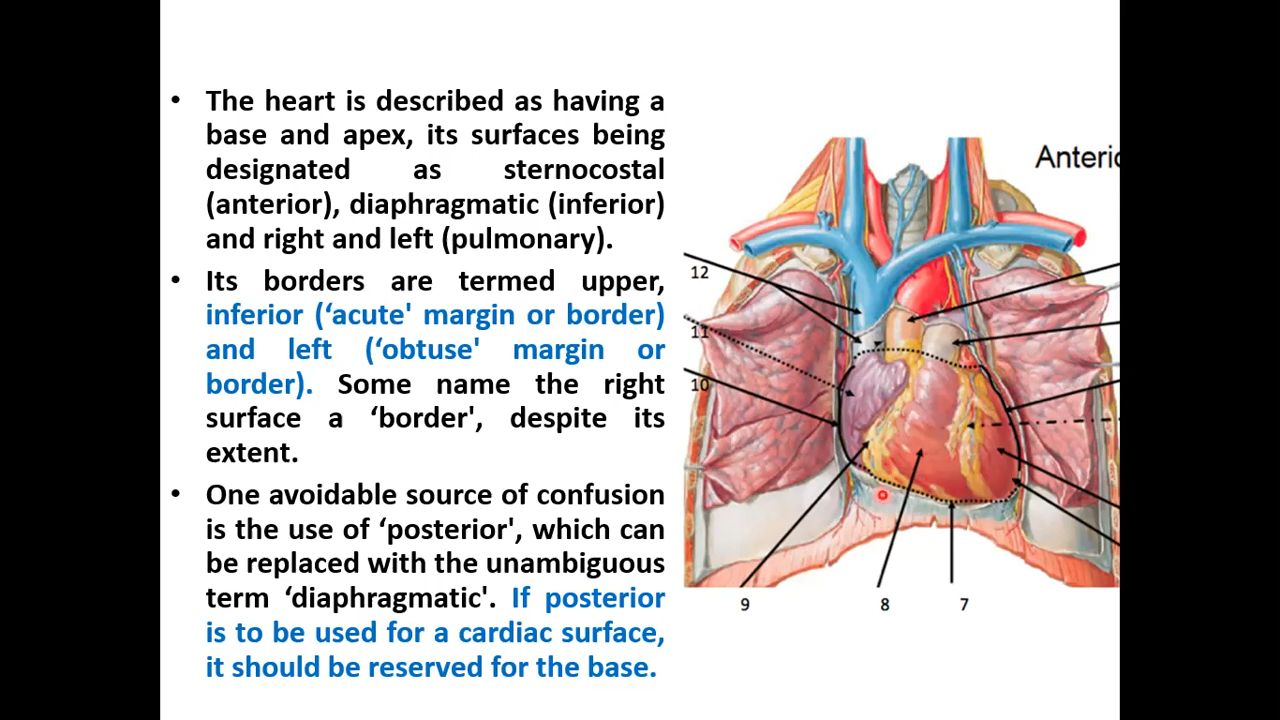 • The heart is described as having a
base and apex, its surfaces being
designated as sternocostal
(anterior), diaphragmatic (inferior)
and right and left (pulmonary).
• Its borders are termed upper,
inferior (‘acute' margin or border)
and left (‘obtuse' margin or
border). Some name the right
surface a ‘border', despite its
extent.
• One avoidable source of confusion
is the use of ‘posterior', which can
be replaced with the unambiguous
term ‘diaphragmatic'. If posterior
is to be used for a cardiac surface,
it should be reserved for the base.
Anteric
12
11
10
9 8 7